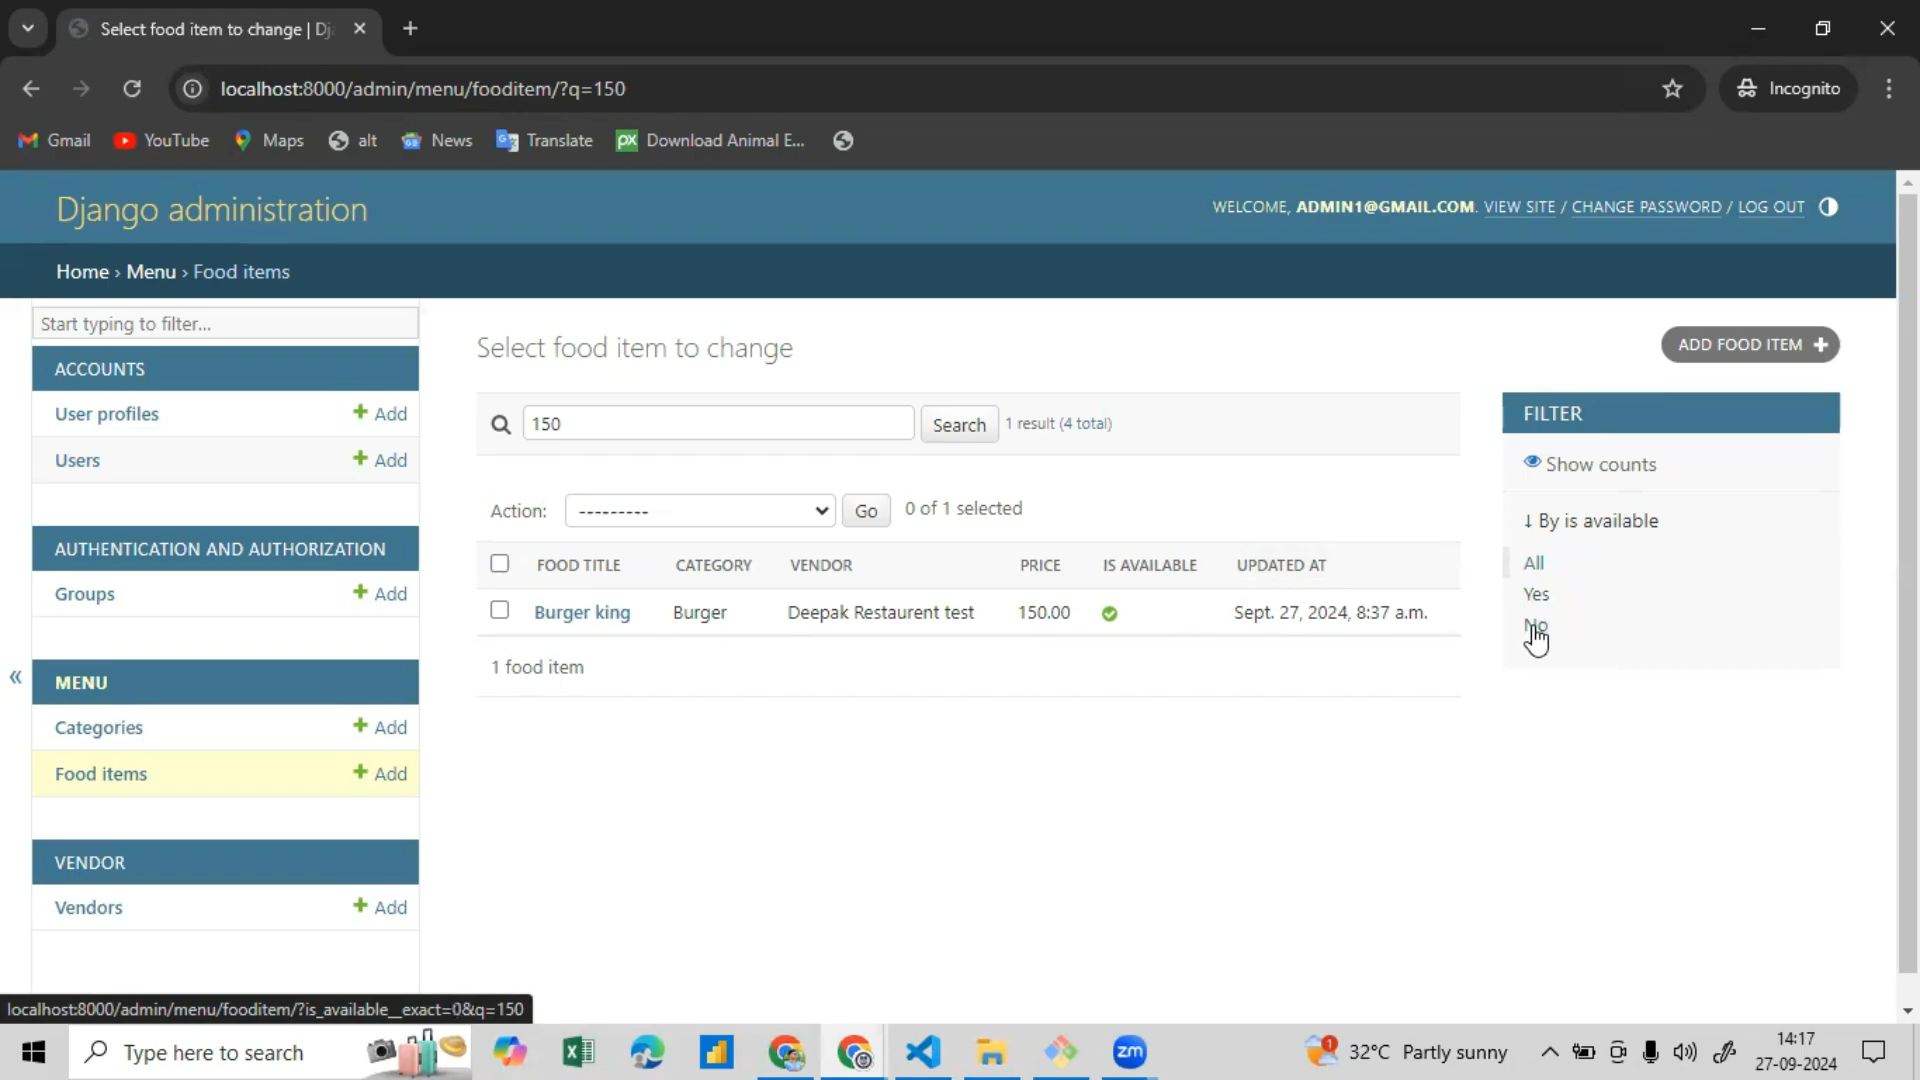 Select food item to change | Dj
localhost:8000/admin/menu/fooditem/?q=150
Incognito
Gmail
YouTube
Maps
alt
News
Translate
px
Download Animal E...
Django administration
WELCOME, ADMIN1@GMAIL.COM. VIEW SITE / CHANGE PASSWORD / LOG OUT
Home › Menu › Food items
Start typing to filter...
ACCOUNTS
User profiles + Add
Users + Add
AUTHENTICATION AND AUTHORIZATION
Groups + Add
«
MENU
Categories + Add
Food items + Add
VENDOR
Vendors + Add
Select food item to change
ADD FOOD ITEM +
150
Search
1 result (4 total)
Action:
---------
Go
0 of 1 selected
FOOD TITLE CATEGORY VENDOR PRICE IS AVAILABLE UPDATED AT
Burger king Burger Deepak Restaurent test 150.00 Sept. 27, 2024, 8:37 a.m.
1 food item
FILTER
Show counts
↓ By is available
All
Yes
No
localhost:8000/admin/menu/fooditem/?is_available__exact=0&q=150
Type here to search
zm
1
32°C Partly sunny
14:17
27-09-2024